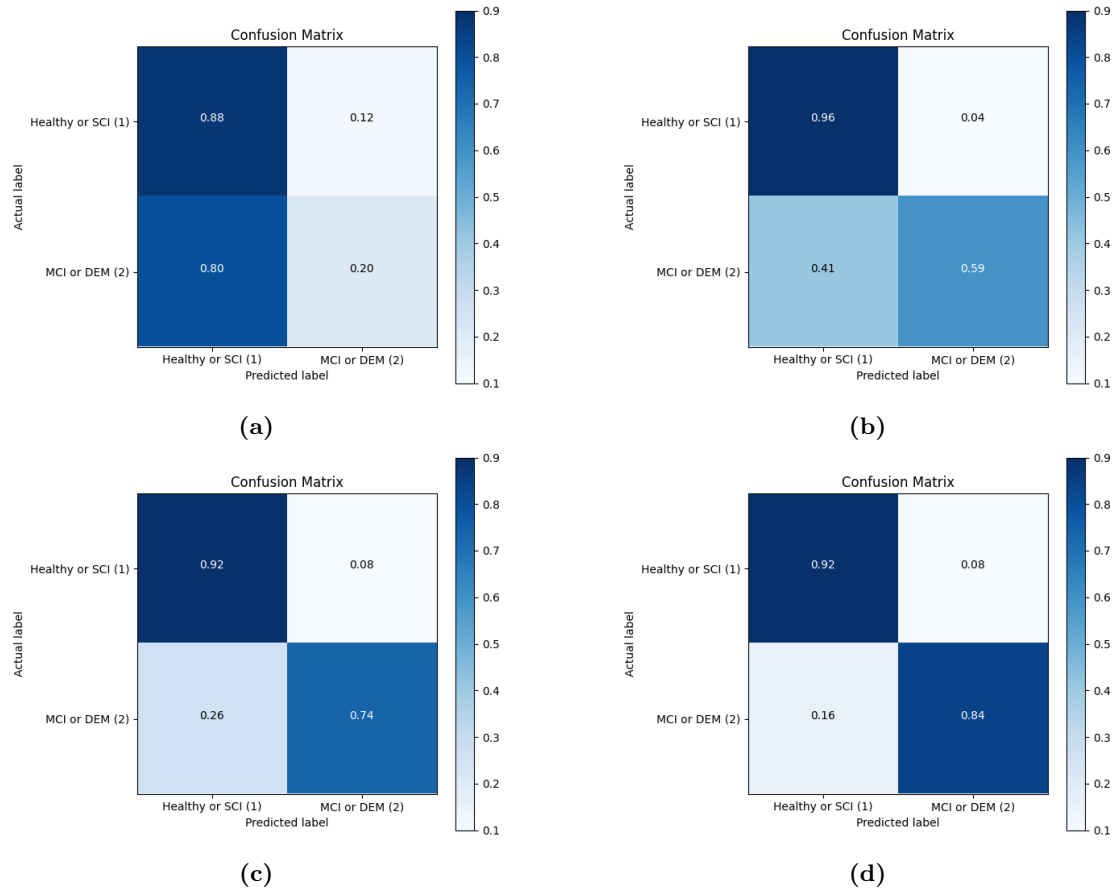 Confusion Matrix
Healthy or SCI (1)
MCI or DEM (2)
Actual label
0.88
0.12
0.80
0.20
Healthy or SCI (1)
MCI or DEM (2)
Predicted label
0.9
0.8
0.7
0.6
0.5
0.4
0.3
0.2
0.1
(a)
Confusion Matrix
Healthy or SCI (1)
MCI or DEM (2)
Actual label
0.96
0.04
0.41
0.59
Healthy or SCI (1)
MCI or DEM (2)
Predicted label
0.9
0.8
0.7
0.6
0.5
0.4
0.3
0.2
0.1
(b)
Confusion Matrix
Healthy or SCI (1)
MCI or DEM (2)
Actual label
0.92
0.08
0.26
0.74
Healthy or SCI (1)
MCI or DEM (2)
Predicted label
0.9
0.8
0.7
0.6
0.5
0.4
0.3
0.2
0.1
(c)
Confusion Matrix
Healthy or SCI (1)
MCI or DEM (2)
Actual label
0.92
0.08
0.16
0.84
Healthy or SCI (1)
MCI or DEM (2)
Predicted label
0.9
0.8
0.7
0.6
0.5
0.4
0.3
0.2
0.1
(d)